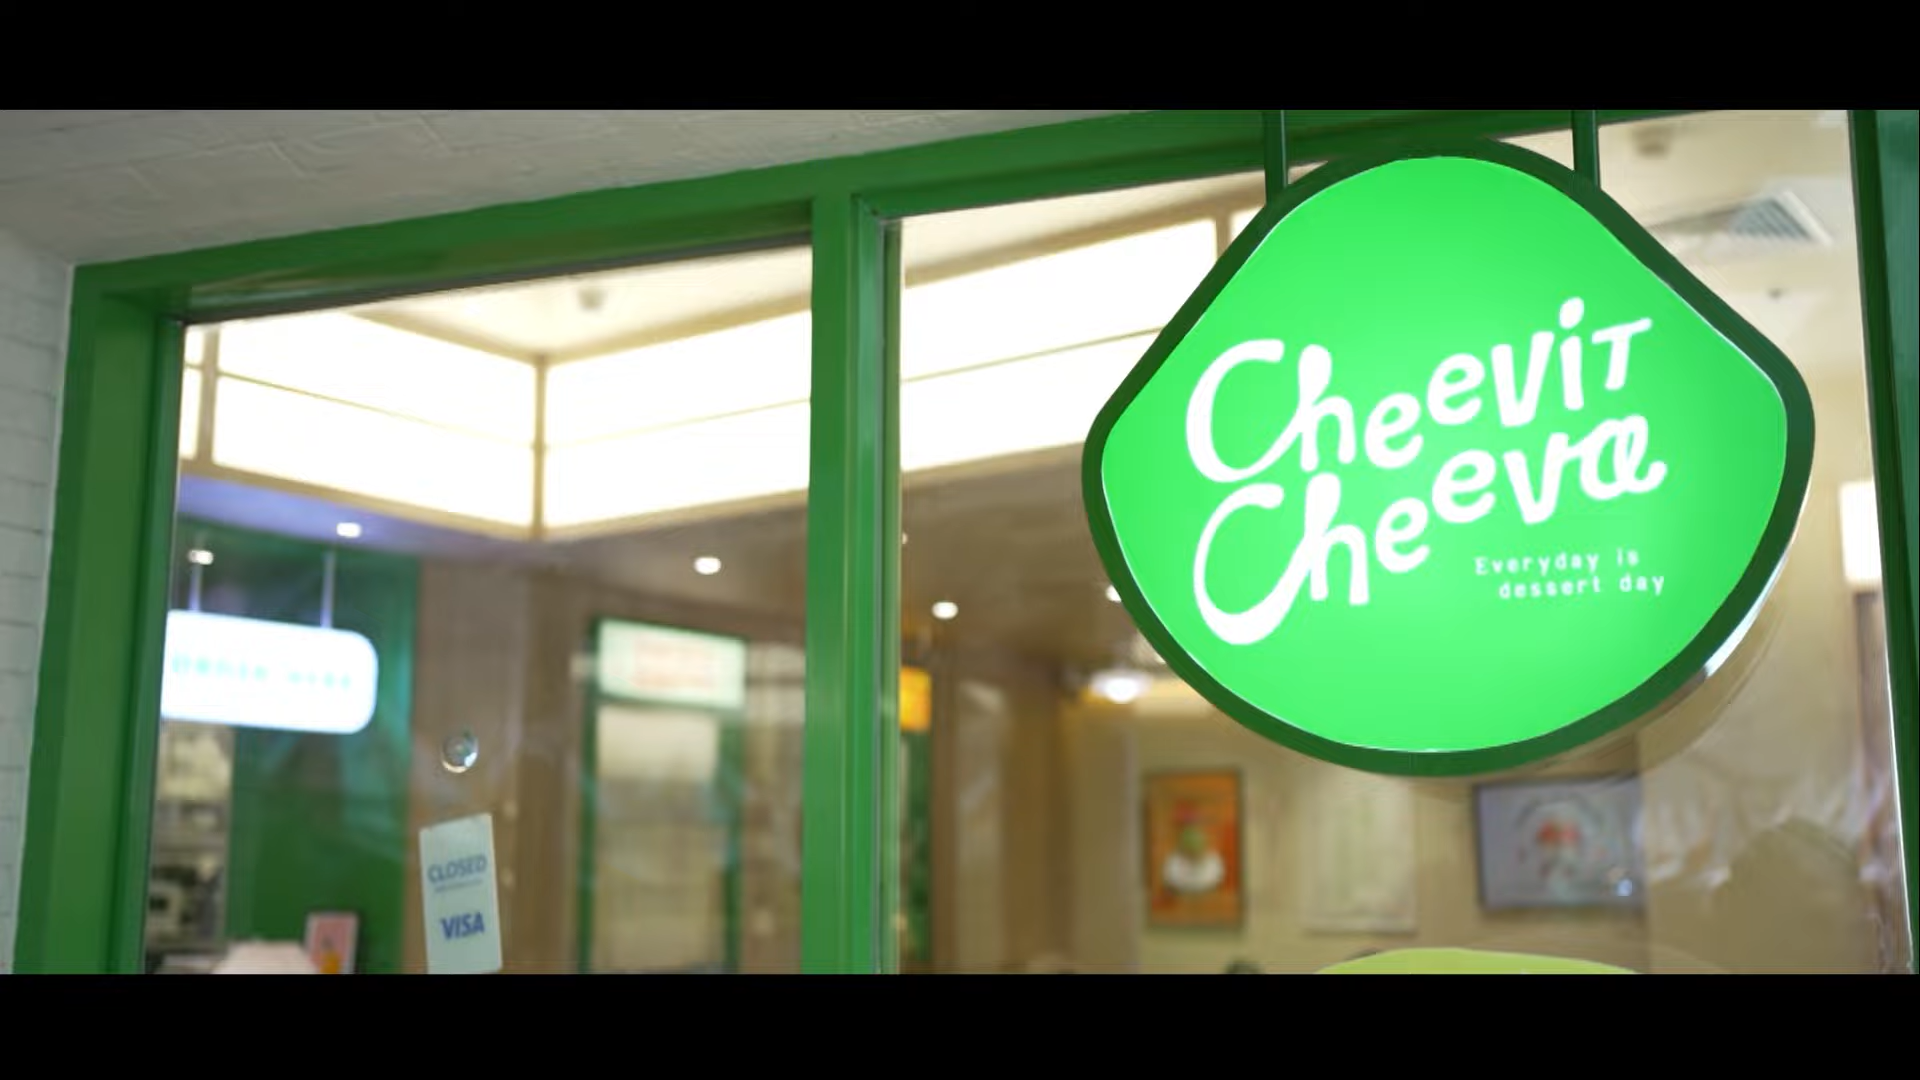 Cheevit
Cheeva
Everyday is
dessert day
CLOSED
VISA